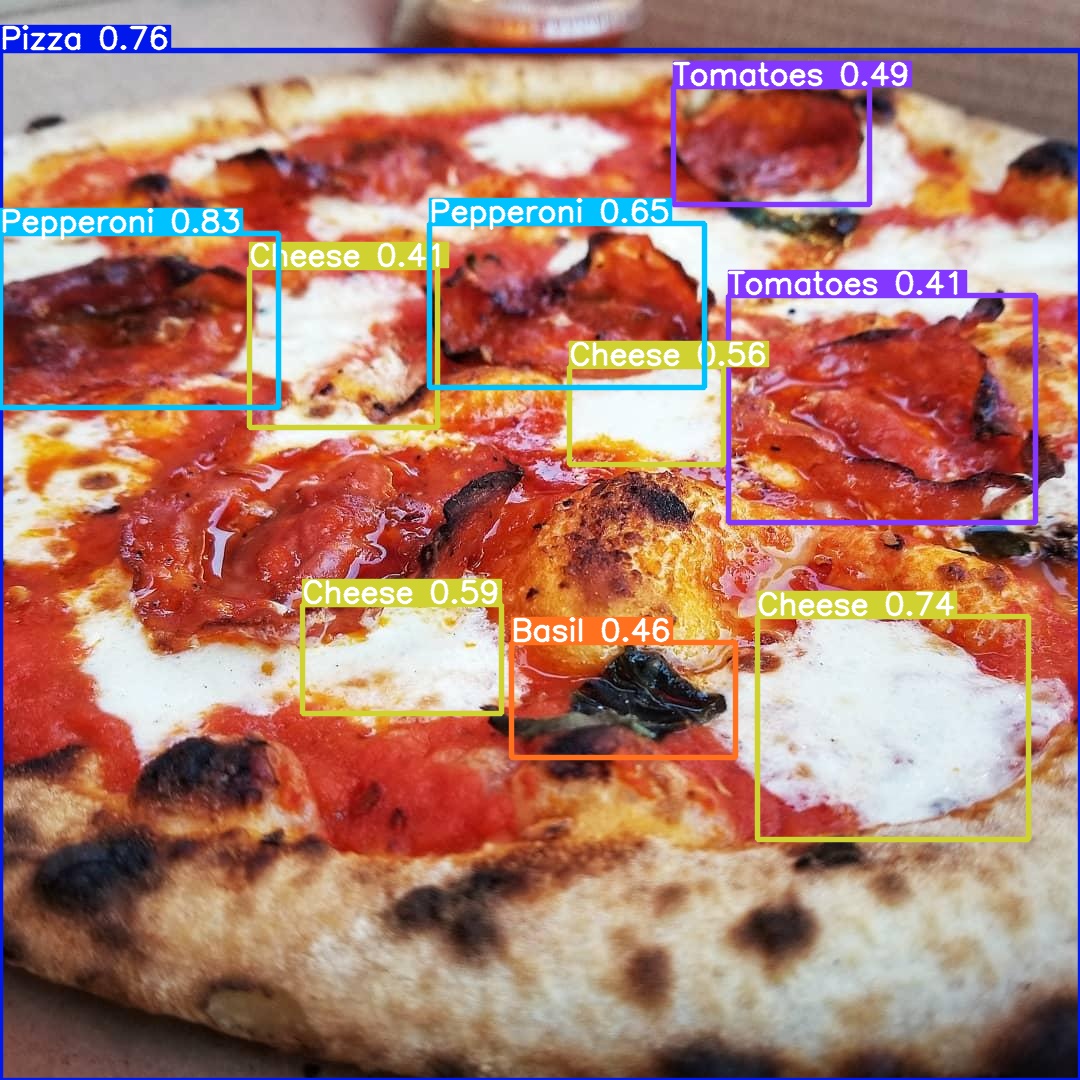 Pizza 0.76
Tomatoes 0.49
Pepperoni 0.83
Pepperoni 0.65
Cheese 0.41
Tomatoes 0.41
Cheese 0.56
Cheese 0.59
Basil 0.46
Cheese 0.74